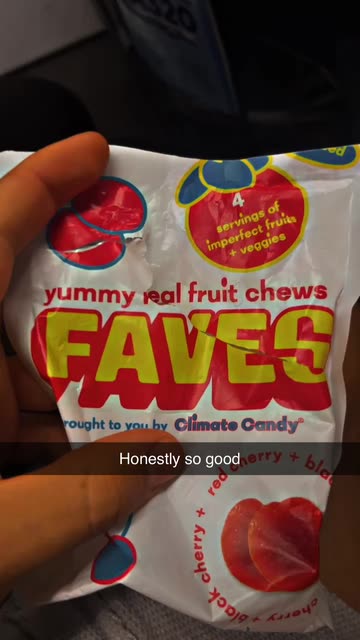 A320
4
servings of
imperfect fruits
+ veggies
yummy real fruit chews
FAVES
rought to you by Climate Candy
Honestly so good
red cherry + bla
cherry + black cherry +